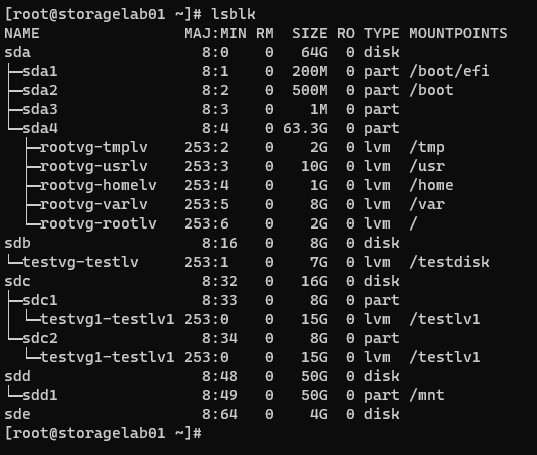 [root@storagelab01 ~]# lsblk
NAME                MAJ:MIN RM  SIZE RO TYPE MOUNTPOINTS
sda                   8:0    0   64G  0 disk
├─sda1                8:1    0  200M  0 part /boot/efi
├─sda2                8:2    0  500M  0 part /boot
├─sda3                8:3    0    1M  0 part
└─sda4                8:4    0 63.3G  0 part
  ├─rootvg-tmplv    253:2    0    2G  0 lvm  /tmp
  ├─rootvg-usrlv    253:3    0   10G  0 lvm  /usr
  ├─rootvg-homelv   253:4    0    1G  0 lvm  /home
  ├─rootvg-varlv    253:5    0    8G  0 lvm  /var
  └─rootvg-rootlv   253:6    0    2G  0 lvm  /
sdb                   8:16   0    8G  0 disk
└─testvg-testlv     253:1    0    7G  0 lvm  /testdisk
sdc                   8:32   0   16G  0 disk
├─sdc1                8:33   0    8G  0 part
│ └─testvg1-testlv1 253:0    0   15G  0 lvm  /testlv1
└─sdc2                8:34   0    8G  0 part
  └─testvg1-testlv1 253:0    0   15G  0 lvm  /testlv1
sdd                   8:48   0   50G  0 disk
└─sdd1                8:49   0   50G  0 part /mnt
sde                   8:64   0    4G  0 disk
[root@storagelab01 ~]#